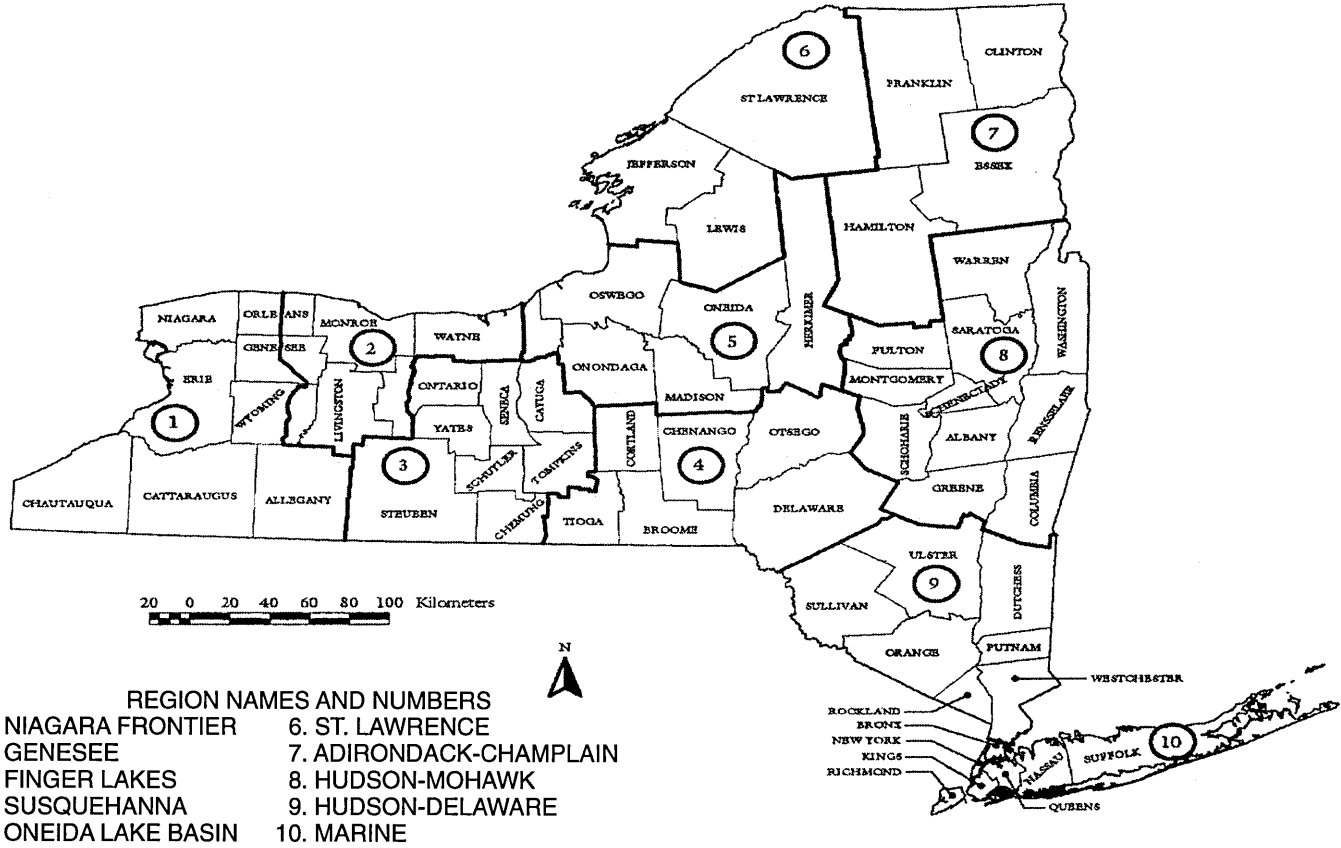 6
CLINTON
FRANKLIN
ST LAWRENCE
7
ESSEX
JEFFERSON
LEWIS
HAMILTON
WARREN
OSWEGO
ONEIDA
HERKIMER
WASHINGTON
NIAGARA
ORLEANS
MONROE
2
WAYNE
5
SARATOGA
8
GENESEE
FULTON
ERIE
ONONDAGA
MONTGOMERY
SCHENECTADY
1
WYOMING
LIVINGSTON
ONTARIO
SENECA
CAYUGA
MADISON
RENSSELAER
YATES
CORTLAND
CHENANGO
OTSEGO
SCHOHARIE
ALBANY
3
SCHUYLER
TOMPKINS
4
GREENE
COLUMBIA
CHAUTAUQUA
CATTARAUGUS
ALLEGANY
STEUBEN
CHEMUNG
TIOGA
BROOME
DELAWARE
ULSTER
9
DUTCHESS
20 0 20 40 60 80 100 Kilometers
SULLIVAN
N
ORANGE
PUTNAM
WESTCHESTER
ROCKLAND
BRONX
NEW YORK
KINGS
RICHMOND
NASSAU
SUFFOLK
10
QUEENS
REGION NAMES AND NUMBERS
NIAGARA FRONTIER 6. ST. LAWRENCE
GENESEE 7. ADIRONDACK-CHAMPLAIN
FINGER LAKES 8. HUDSON-MOHAWK
SUSQUEHANNA 9. HUDSON-DELAWARE
ONEIDA LAKE BASIN 10. MARINE